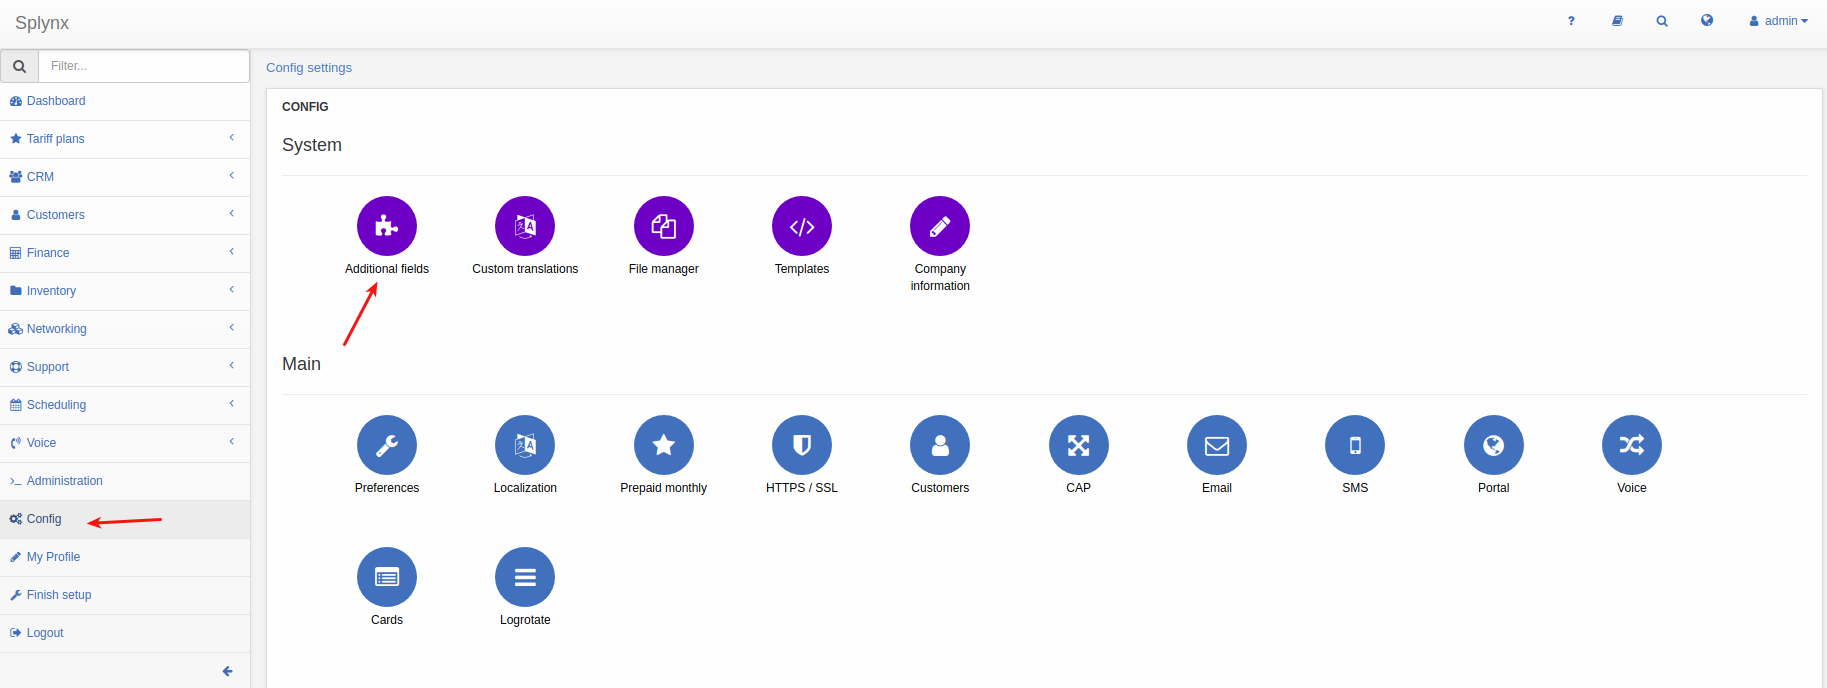 Splynx
?
admin
Filter...
Dashboard
Tariff plans
CRM
Customers
Finance
Inventory
Networking
Support
Scheduling
Voice
Administration
Config
My Profile
Finish setup
Logout
Config settings
CONFIG
System
Additional fields
Custom translations
File manager
Templates
Company
information
Main
Preferences
Localization
Prepaid monthly
HTTPS / SSL
Customers
CAP
Email
SMS
Portal
Voice
Cards
Logrotate